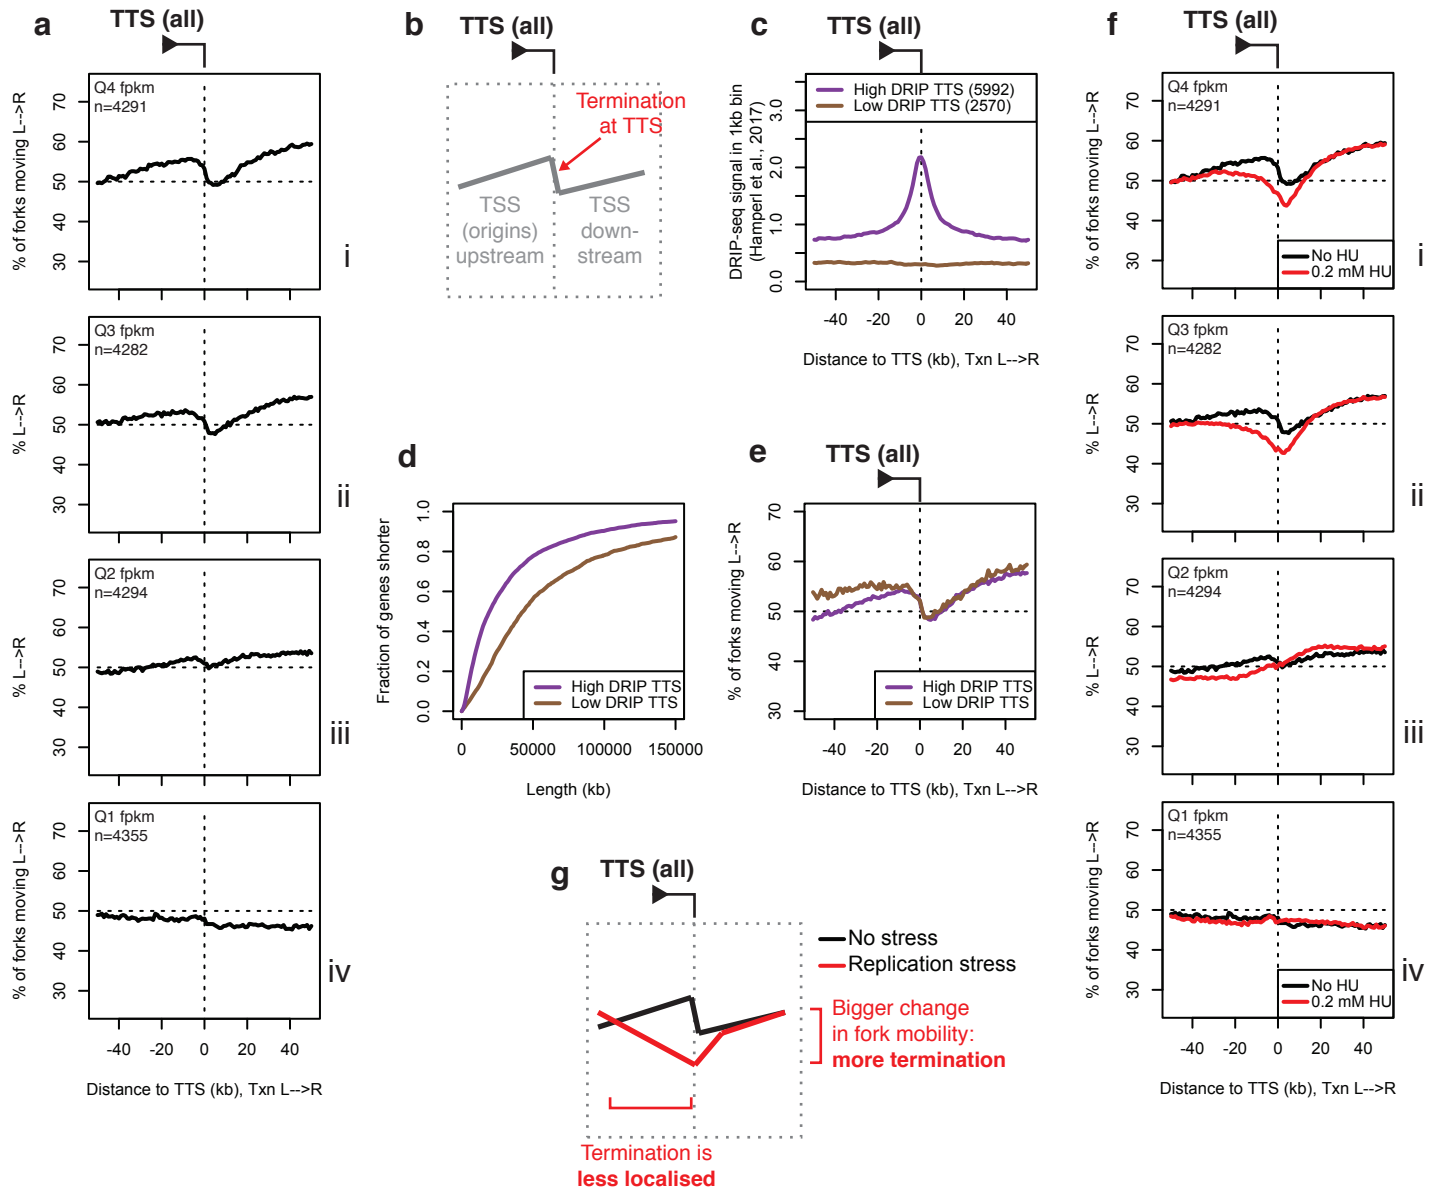 a
TTS (all)
Q4 fpkm
n=4291
% of forks moving L-->R
70
60
50
40
30
i
Q3 fpkm
n=4282
% L-->R
70
60
50
40
30
ii
Q2 fpkm
n=4294
% L-->R
70
60
50
40
30
iii
Q1 fpkm
n=4355
% of forks moving L-->R
70
60
50
40
30
iv
-40 -20 0 20 40
Distance to TTS (kb), Txn L-->R
b
TTS (all)
Termination
at TTS
TSS
(origins)
upstream
TSS
down-
stream
c
TTS (all)
High DRIP TTS (5992)
Low DRIP TTS (2570)
DRIP-seq signal in 1kb bin
(Hamperl et al., 2017)
3.0
2.0
1.0
0.0
-40 -20 0 20 40
Distance to TTS (kb), Txn L-->R
d
Fraction of genes shorter
1.0
0.8
0.6
0.4
0.2
0.0
High DRIP TTS
Low DRIP TTS
0 50000 100000 150000
Length (kb)
e
TTS (all)
% of forks moving L-->R
70
60
50
40
30
High DRIP TTS
Low DRIP TTS
-40 -20 0 20 40
Distance to TTS (kb), Txn L-->R
f
TTS (all)
Q4 fpkm
n=4291
% of forks moving L-->R
70
60
50
40
30
No HU
0.2 mM HU
i
Q3 fpkm
n=4282
% L-->R
70
60
50
40
30
ii
Q2 fpkm
n=4294
% L-->R
70
60
50
40
30
iii
Q1 fpkm
n=4355
% of forks moving L-->R
70
60
50
40
30
No HU
0.2 mM HU
iv
-40 -20 0 20 40
Distance to TTS (kb), Txn L-->R
g
TTS (all)
No stress
Replication stress
Bigger change
in fork mobility:
more termination
Termination is
less localised